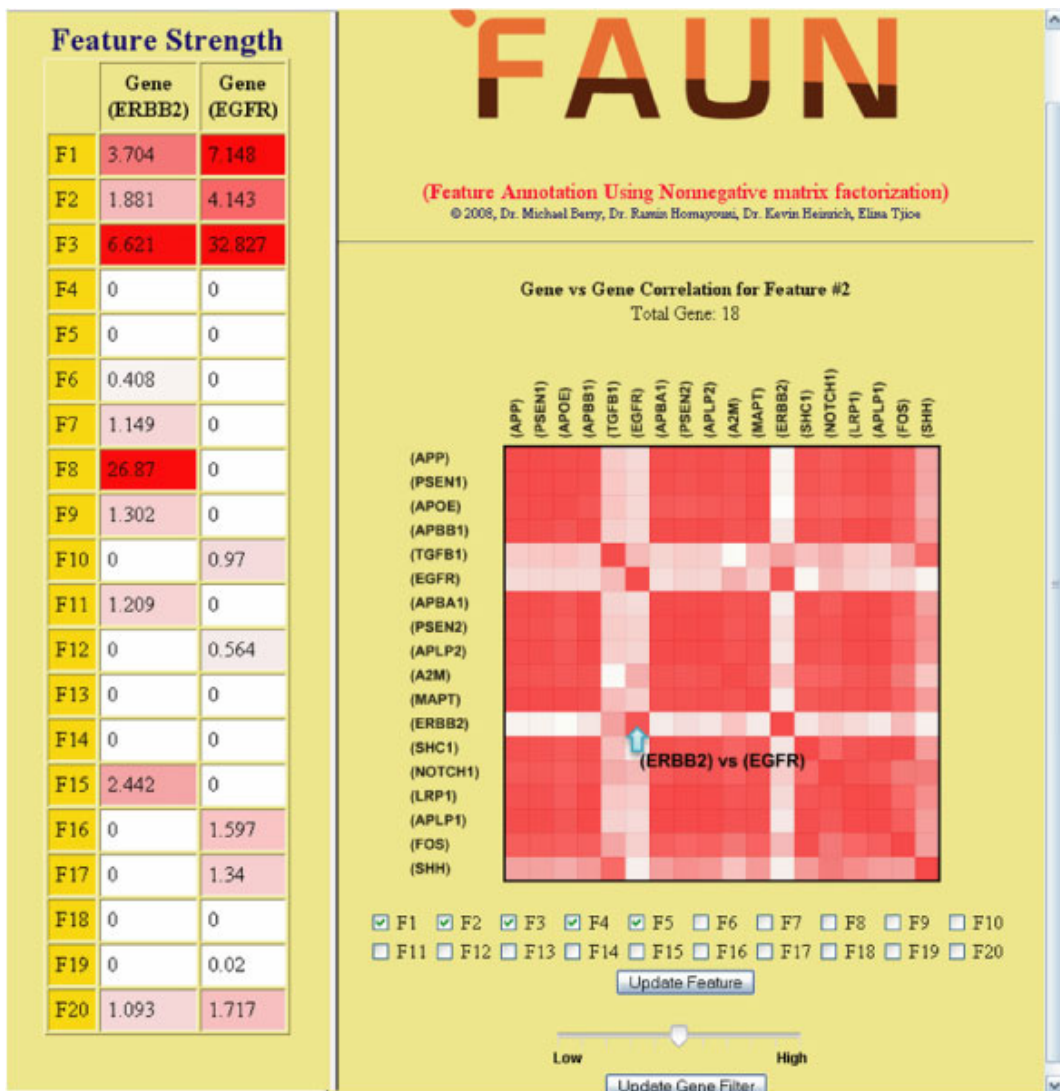 Feature Strength
Gene (ERBB2) Gene (EGFR)
F1 3.704 7.148
F2 1.881 4.143
F3 6.621 32.827
F4 0 0
F5 0 0
F6 0.408 0
F7 1.149 0
F8 26.87 0
F9 1.302 0
F10 0 0.97
F11 1.209 0
F12 0 0.564
F13 0 0
F14 0 0
F15 2.442 0
F16 0 1.597
F17 0 1.34
F18 0 0
F19 0 0.02
F20 1.093 1.717
FAUN
(Feature Annotation Using Nonnegative matrix factorization)
© 2008, Dr. Michael Berry, Dr. Ramin Homayouni, Dr. Kevin Heinrich, Elina Tjioe
Gene vs Gene Correlation for Feature #2
Total Gene: 18
(APP) (PSEN1) (APOE) (APBB1) (TGFB1) (EGFR) (APBA1) (PSEN2) (APLP2) (A2M) (MAPT) (ERBB2) (SHC1) (NOTCH1) (LRP1) (APLP1) (FOS) (SHH)
(APP)
(PSEN1)
(APOE)
(APBB1)
(TGFB1)
(EGFR)
(APBA1)
(PSEN2)
(APLP2)
(A2M)
(MAPT)
(ERBB2)
(SHC1)
(ERBB2) vs (EGFR)
(NOTCH1)
(LRP1)
(APLP1)
(FOS)
(SHH)
F1 F2 F3 F4 F5 F6 F7 F8 F9 F10
F11 F12 F13 F14 F15 F16 F17 F18 F19 F20
Update Feature
Low High
Update Gene Filter